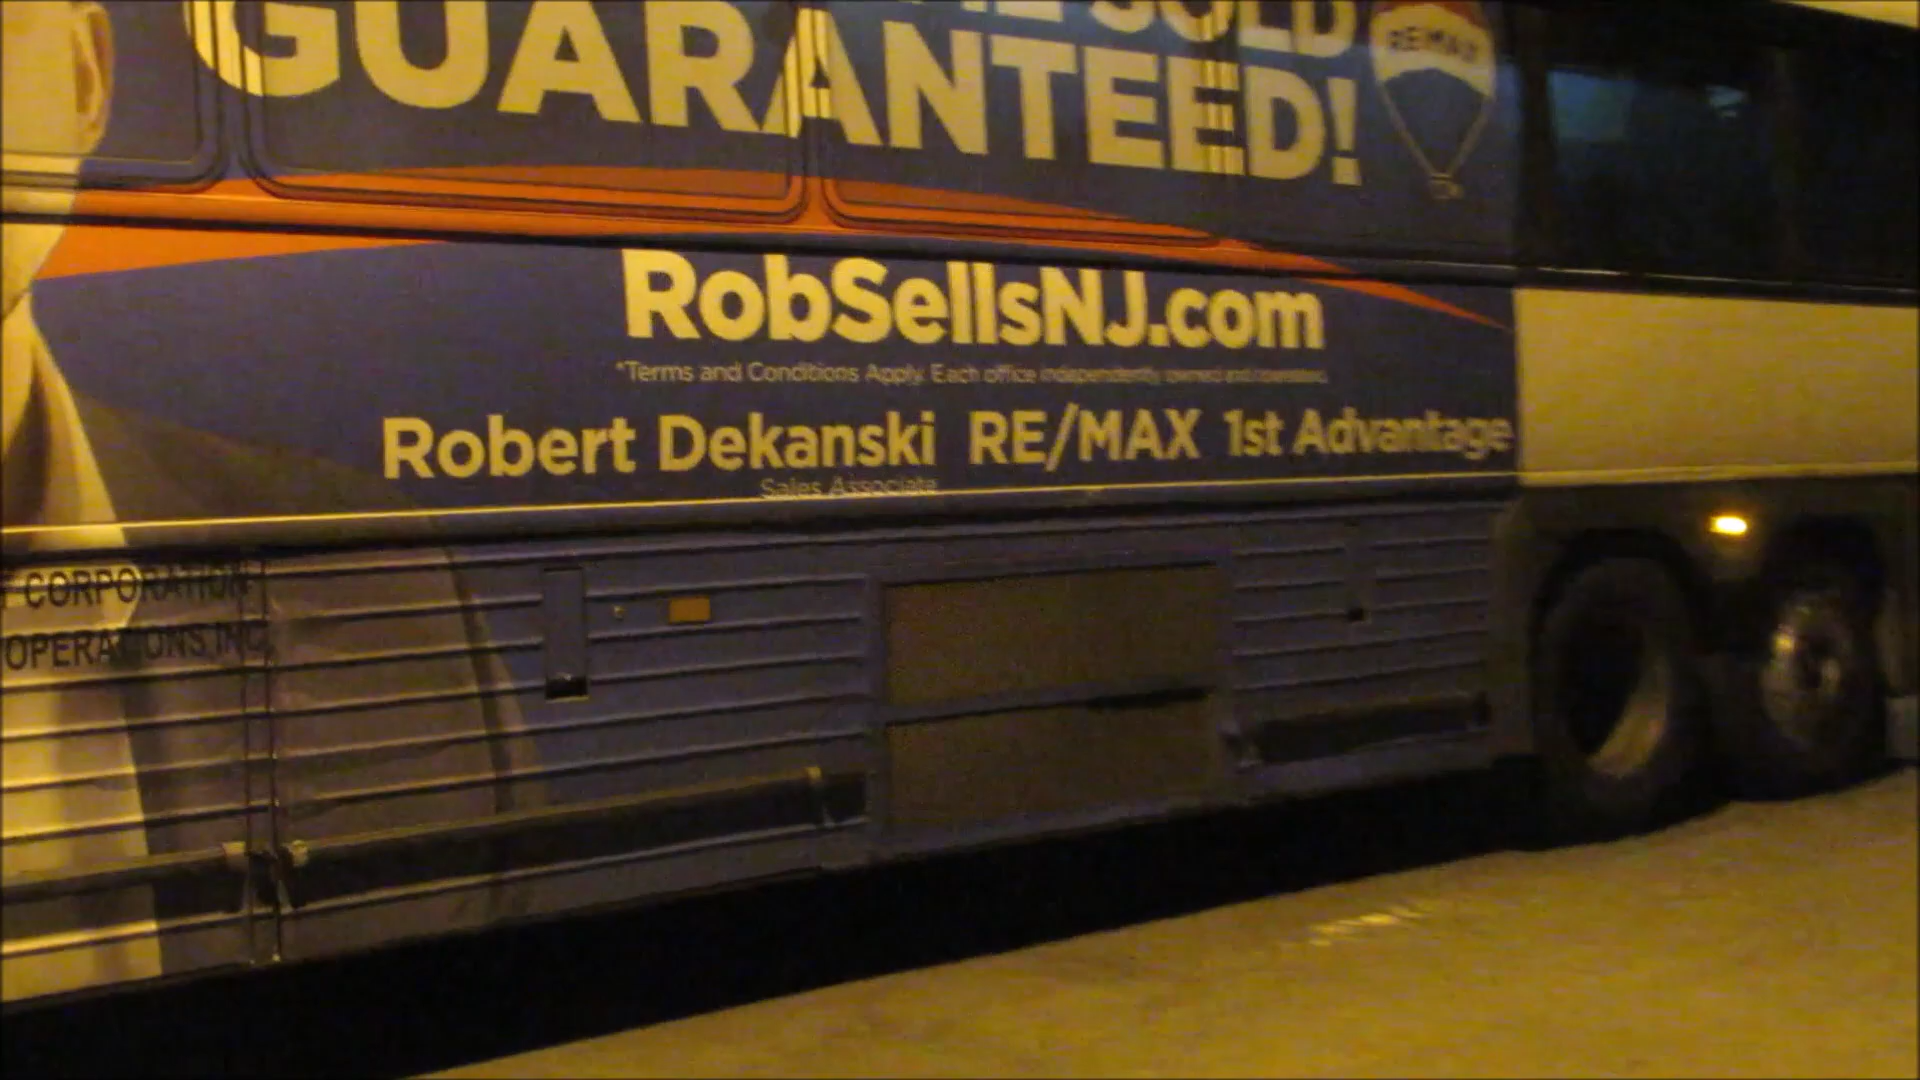 SOLD
GUARANTEED!
RE/MAX
RobSellsNJ.com
*Terms and Conditions Apply. Each office independently owned and operated.
Robert Dekanski RE/MAX 1st Advantage
Sales Associate
CORPORATION
OPERATIONS INC.